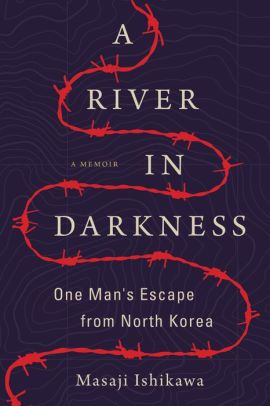 A
RIVER
A MEMOIR
IN
DARKNESS
One Man's Escape
from North Korea
Masaji Ishikawa